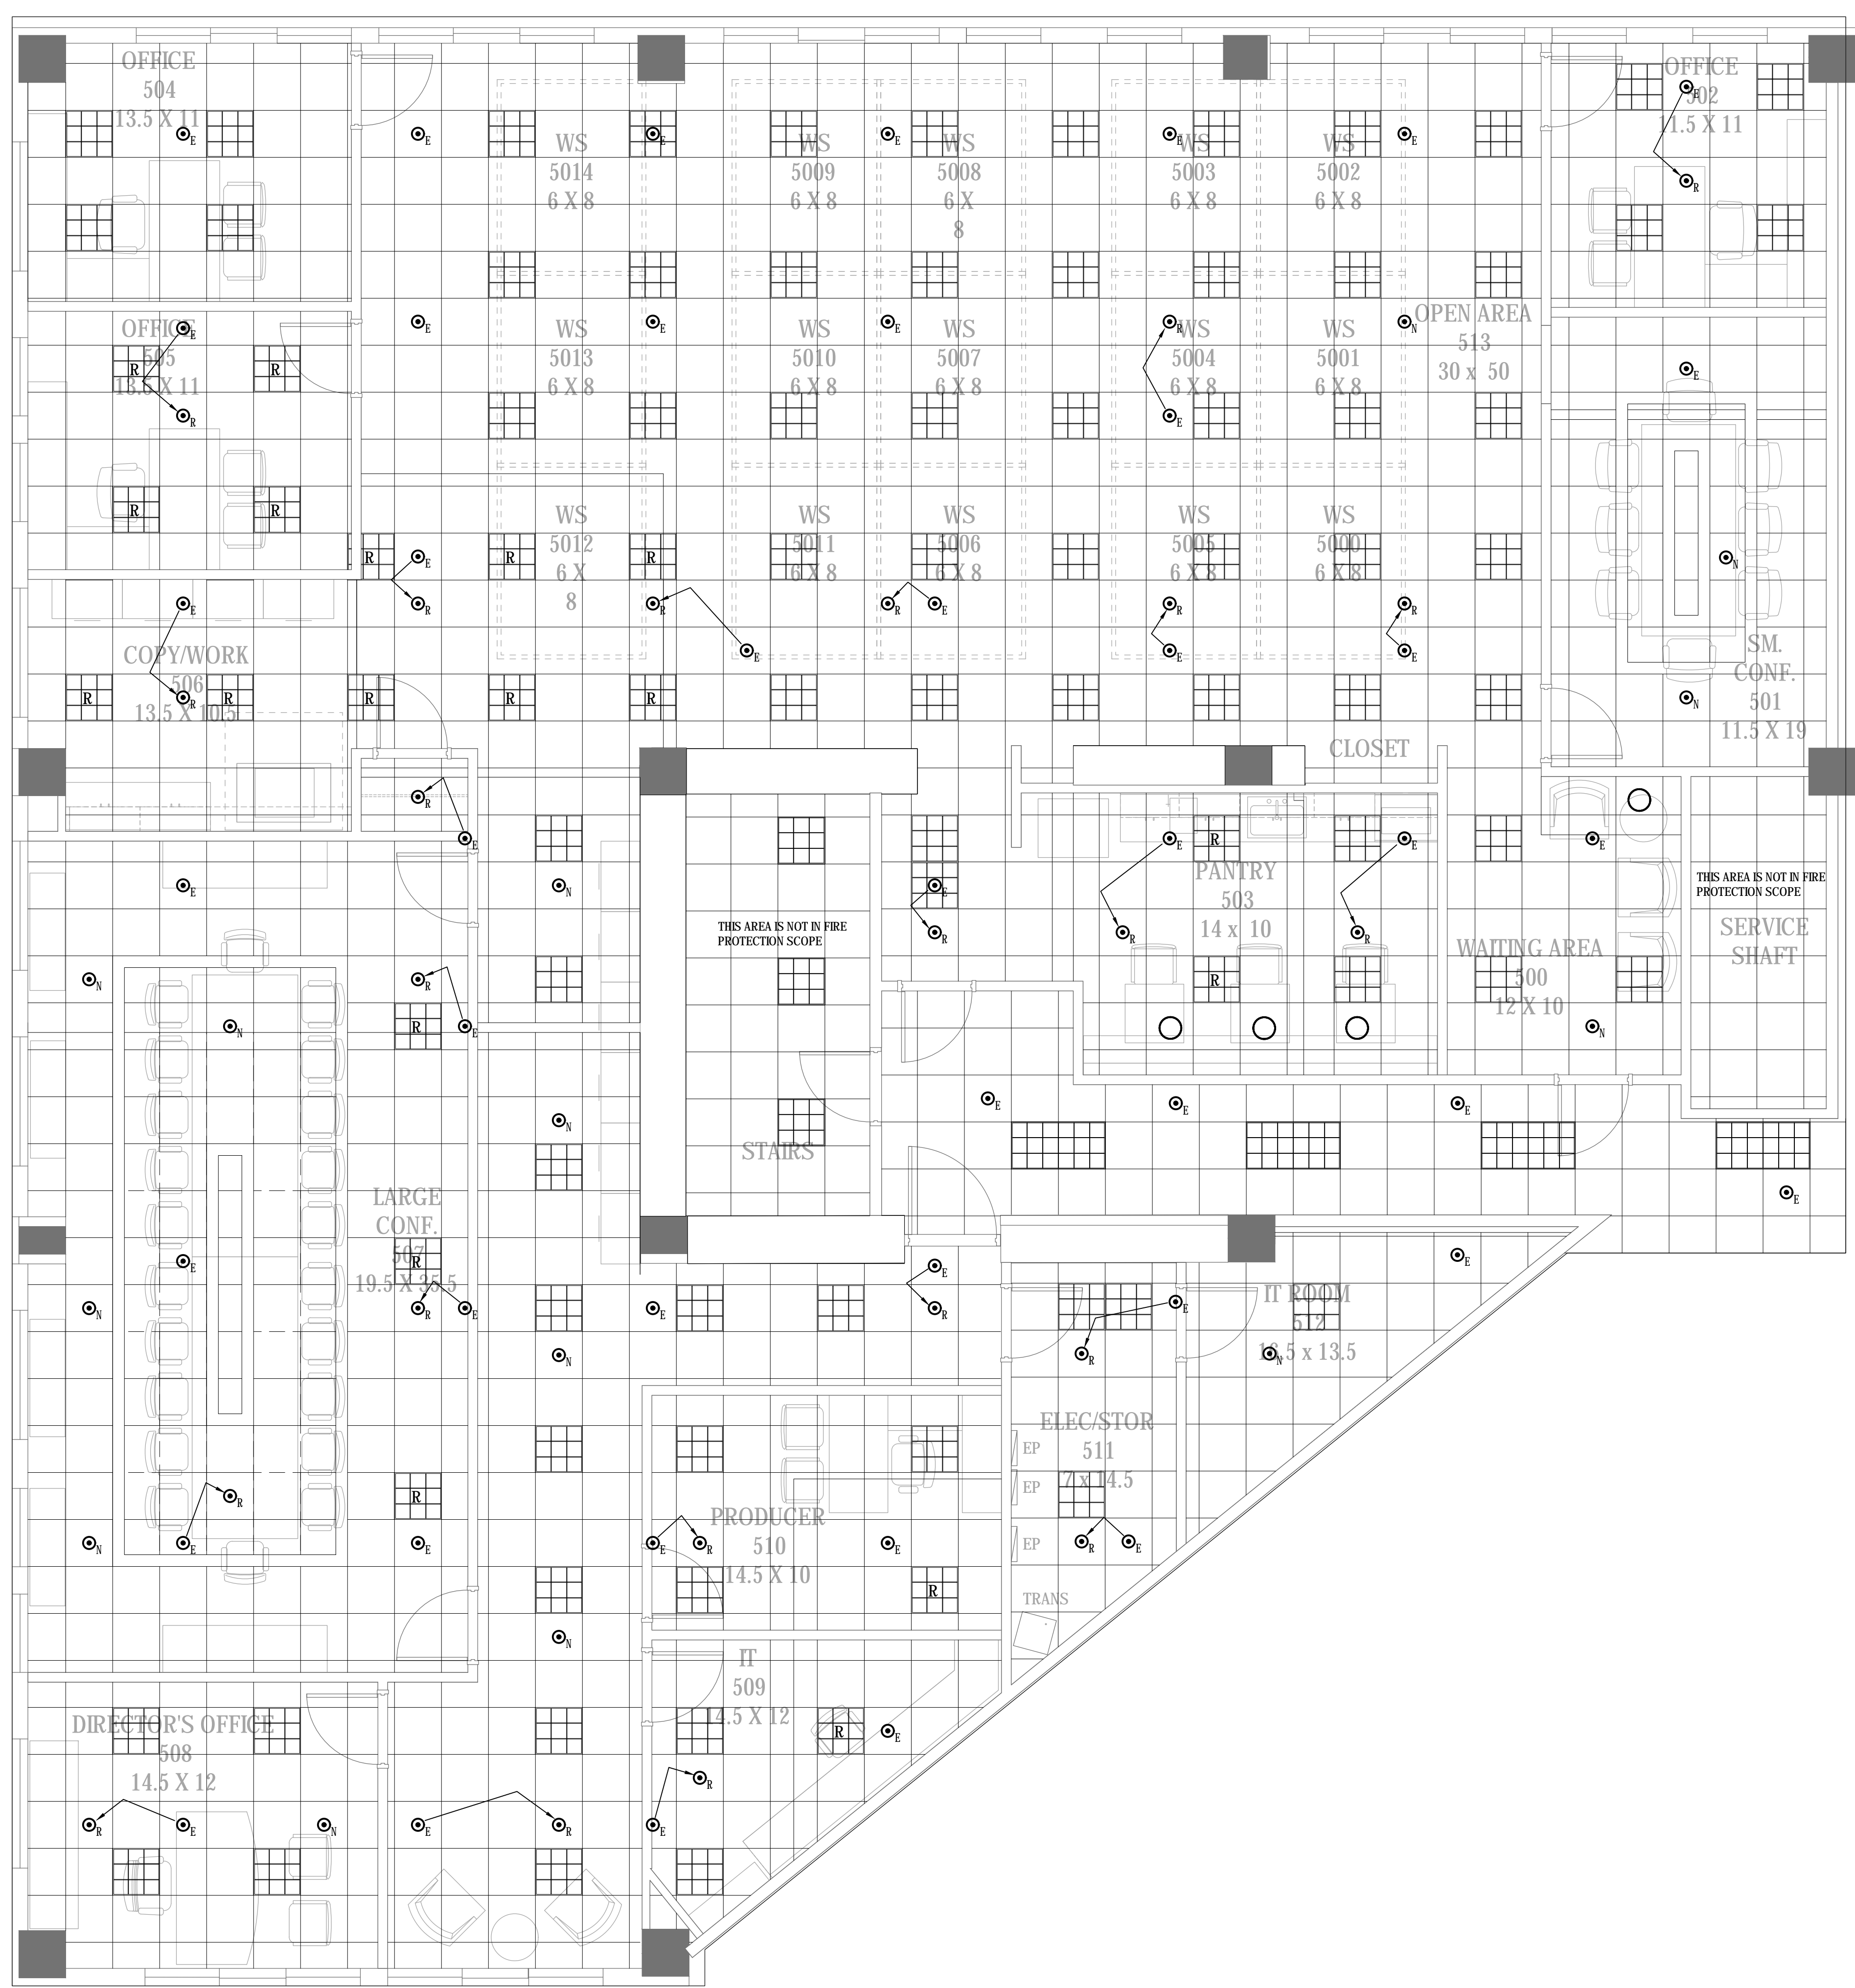 OFFICE
504
13.5 X 11
E
E
E
E
E
E
WS
5014
6 X 8
WS
5009
6 X 8
WS
5008
6 X
8
WS
5003
6 X 8
WS
5002
6 X 8
OFFICE
502
11.5 X 11
E
R
OFFICE
505
13.5 X 11
E
R
R
R
R
R
E
E
E
R
E
N
WS
5013
6 X 8
WS
5010
6 X 8
WS
5007
6 X 8
WS
5004
6 X 8
WS
5001
6 X 8
OPEN AREA
513
30 x 50
E
WS
5012
6 X
8
WS
5011
6 X 8
WS
5006
6 X 8
WS
5005
6 X 8
WS
5000
6 X 8
R
R
R
E
R
R
E
R
E
R
E
R
E
N
N
SM.
CONF.
501
11.5 X 19
E
COPY/WORK
506
13.5 X 10.5
R
R
R
R
R
R
CLOSET
R
E
E
N
E
R
E
R
E
R
R
R
PANTRY
503
14 x 10
E
N
WAITING AREA
500
12 X 10
THIS AREA IS NOT IN FIRE
PROTECTION SCOPE
SERVICE
SHAFT
THIS AREA IS NOT IN FIRE
PROTECTION SCOPE
STAIRS
N
N
R
E
R
N
E
E
E
E
LARGE
CONF.
507
19.5 X 35.5
R
E
N
R
E
N
E
E
R
E
R
E
IT ROOM
512
16.5 x 13.5
N
ELEC/STOR
511
7 x 14.5
EP
EP
EP
R
E
TRANS
R
R
N
E
E
E
R
E
PRODUCER
510
14.5 X 10
R
N
IT
509
14.5 X 12
R
E
R
E
DIRECTOR'S OFFICE
508
14.5 X 12
R
E
N
E
R